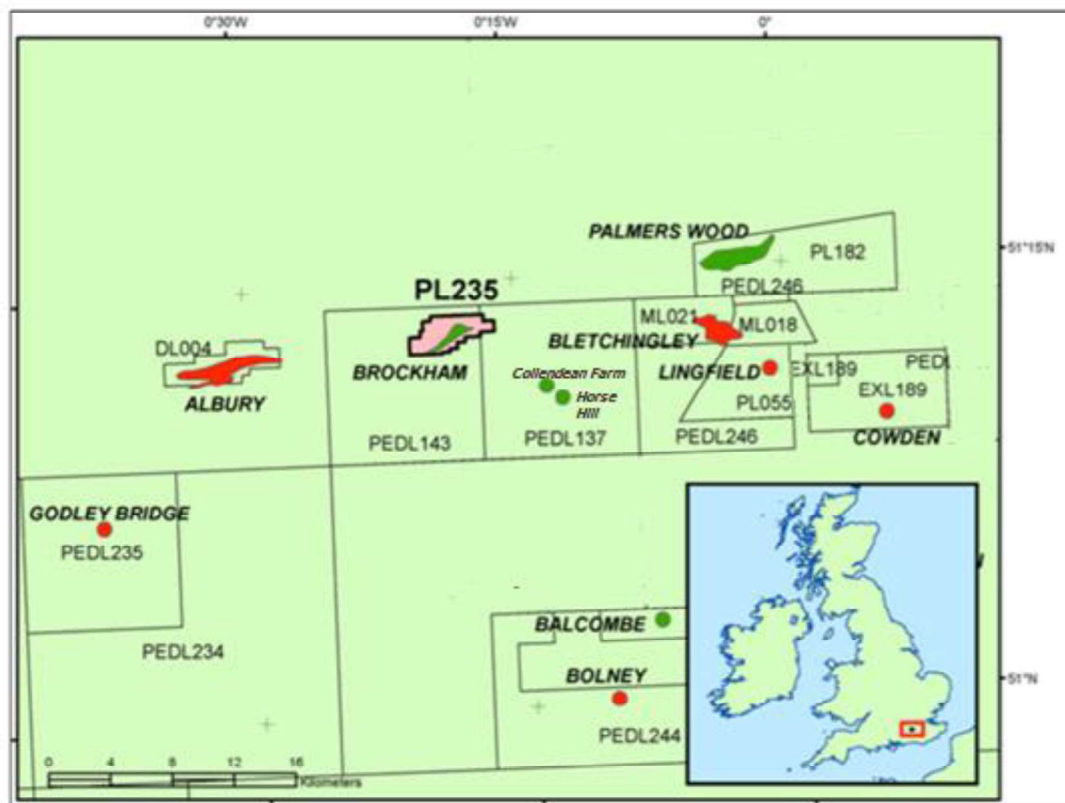 0°30'W
0°15'W
0°
PALMERS WOOD
51°15'N
PL182
PEDL246
PL235
ML021
ML018
DL004
BLETCHINGLEY
BROCKHAM
Collendean Farm
LINGFIELD
EXL189
PEDL
ALBURY
Horse
Hill
EXL189
PL055
PEDL143
PEDL137
PEDL246
COWDEN
GODLEY BRIDGE
PEDL235
BALCOMBE
PEDL234
BOLNEY
51°N
PEDL244
0 4 8 12 16
Kilometers